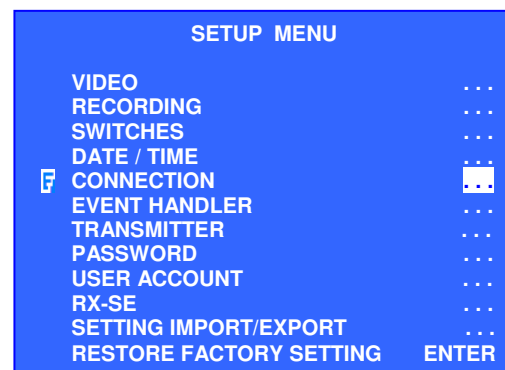 SETUP MENU
VIDEO ...
RECORDING ...
SWITCHES ...
DATE / TIME ...
F CONNECTION ...
EVENT HANDLER ...
TRANSMITTER ...
PASSWORD ...
USER ACCOUNT ...
RX-SE ...
SETTING IMPORT/EXPORT ...
RESTORE FACTORY SETTING ENTER